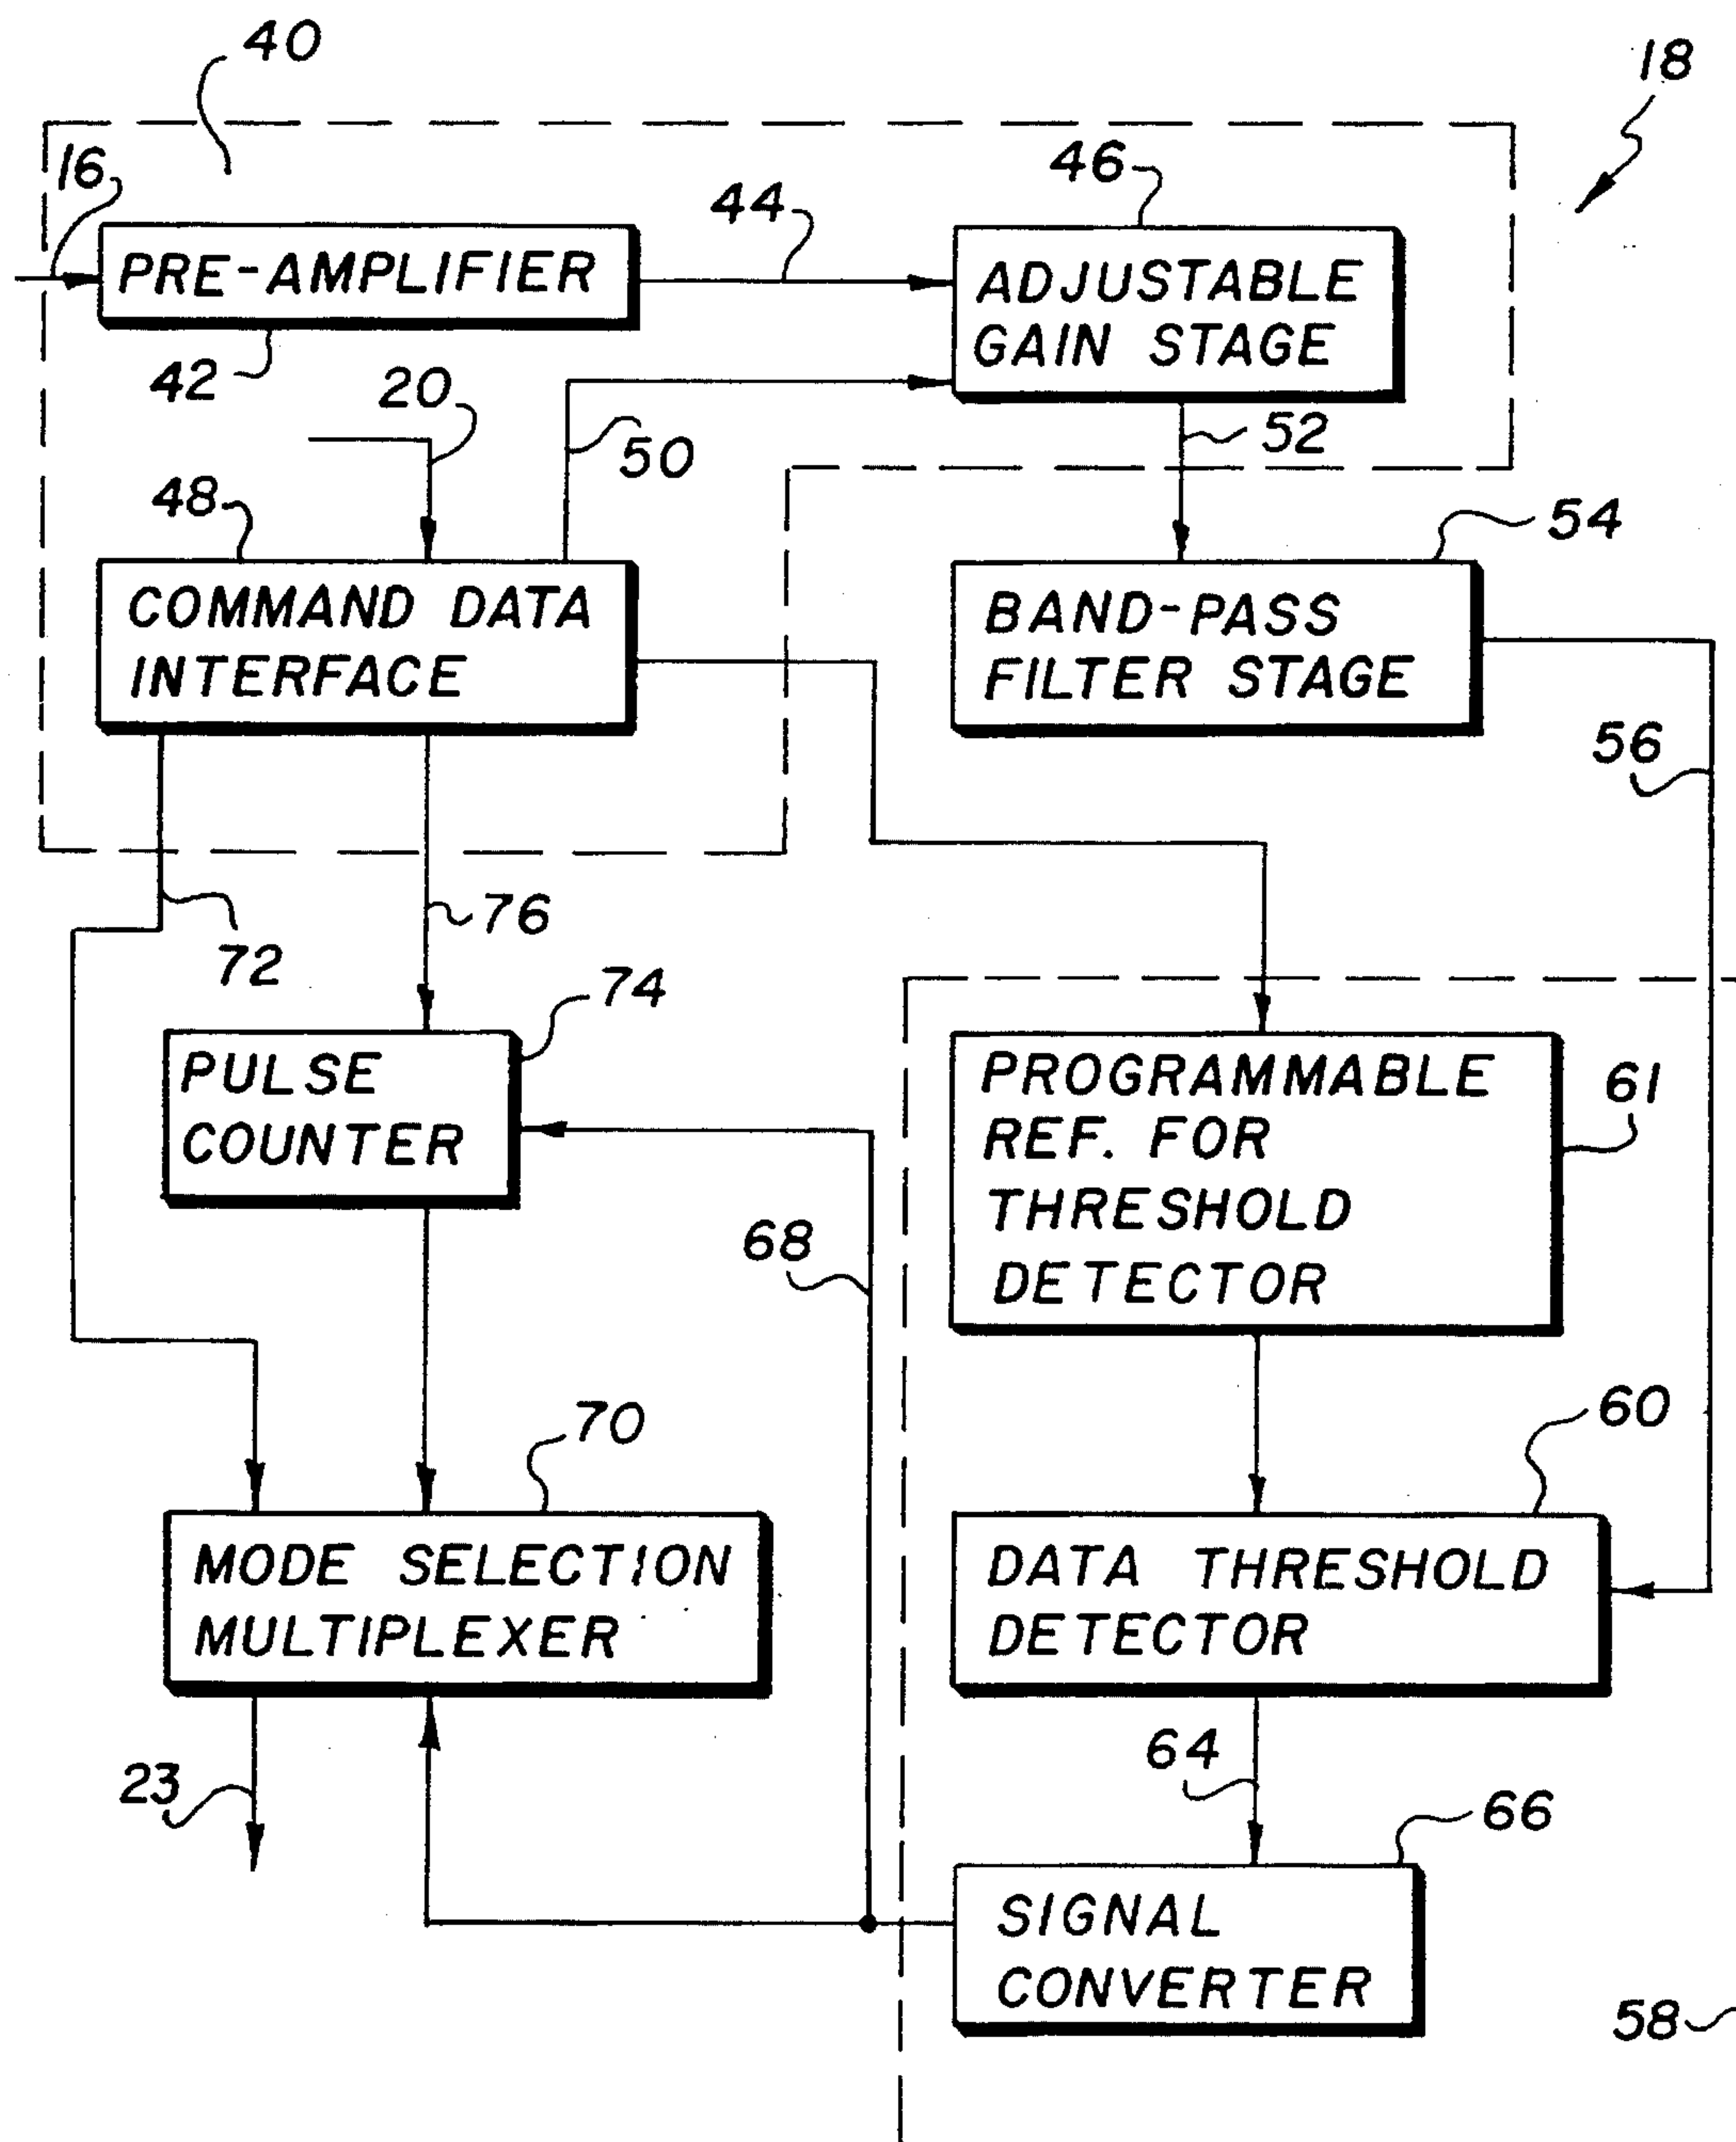 40
18
16
44
46
PRE-AMPLIFIER
ADJUSTABLE
GAIN STAGE
42
20
50
52
48
54
COMMAND DATA
INTERFACE
BAND-PASS
FILTER STAGE
56
72
76
74
PULSE
COUNTER
PROGRAMMABLE
REF. FOR
THRESHOLD
DETECTOR
61
68
70
60
MODE SELECTION
MULTIPLEXER
DATA THRESHOLD
DETECTOR
23
64
66
SIGNAL
CONVERTER
58